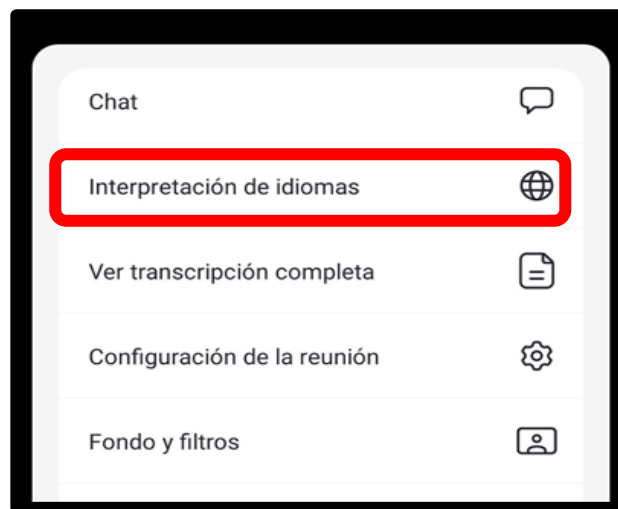 Chat
Interpretación de idiomas
Ver transcripción completa
Configuración de la reunión
Fondo y filtros